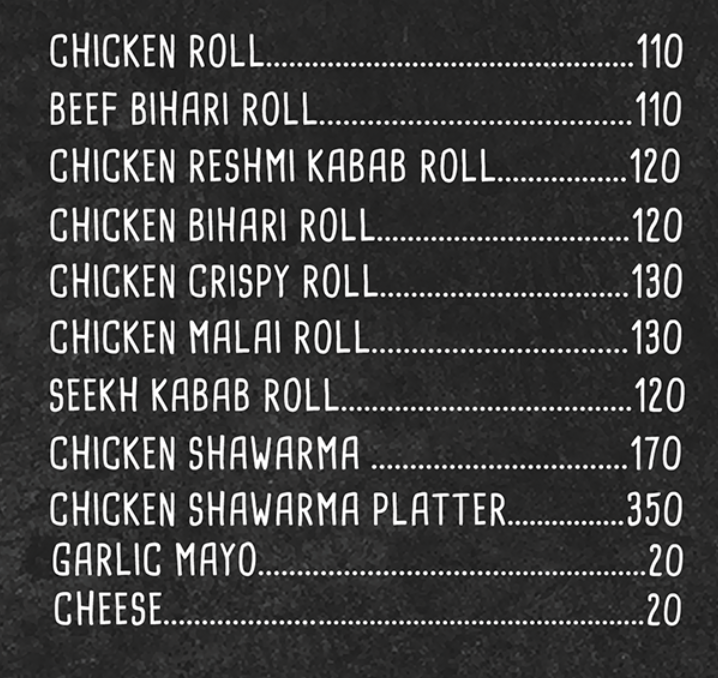 CHICKEN ROLL......................................110
BEEF BIHARI ROLL................................110
CHICKEN RESHMI KABAB ROLL.................120
CHICKEN BIHARI ROLL...........................120
CHICKEN CRISPY ROLL..........................130
CHICKEN MALAI ROLL...........................130
SEEKH KABAB ROLL..............................120
CHICKEN SHAWARMA ...........................170
CHICKEN SHAWARMA PLATTER...............350
GARLIC MAYO.........................................20
CHEESE...................................................20